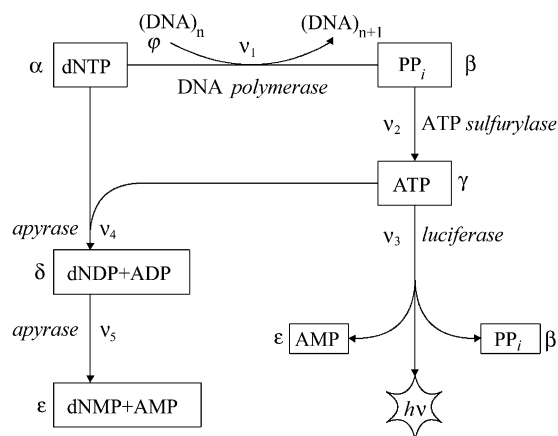 (DNA)n (DNA)n+1
φ ν1
α dNTP PPi β
DNA polymerase
ν2 ATP sulfurylase
ATP γ
apyrase ν4 ν3 luciferase
δ dNDP+ADP
apyrase ν5
ε AMP PPi β
ε dNMP+AMP hν